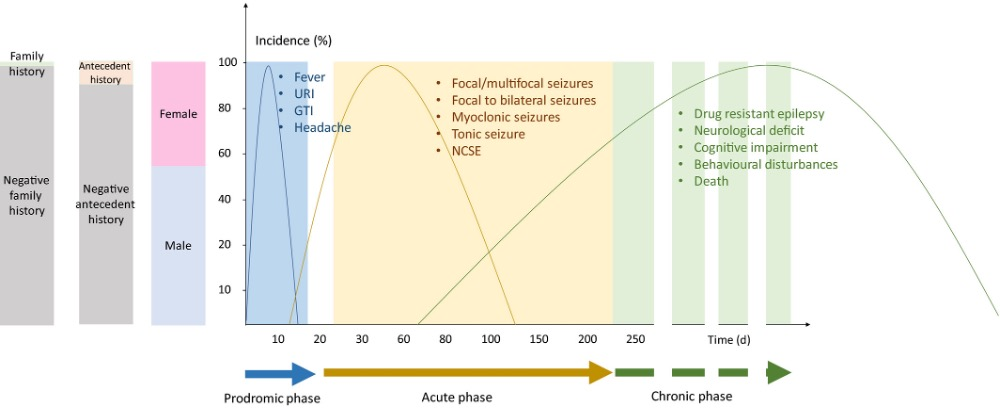 Incidence (%)
Family
history
Negative
family
history
Antecedent
history
Negative
antecedent
history
Female
Male
100
80
60
40
20
10
• Fever
• URI
• GTI
• Headache
• Focal/multifocal seizures
• Focal to bilateral seizures
• Myoclonic seizures
• Tonic seizure
• NCSE
• Drug resistant epilepsy
• Neurological deficit
• Cognitive impairment
• Behavioural disturbances
• Death
10 20 30 60 80 100 150 200 250 Time (d)
Prodromic phase
Acute phase
Chronic phase